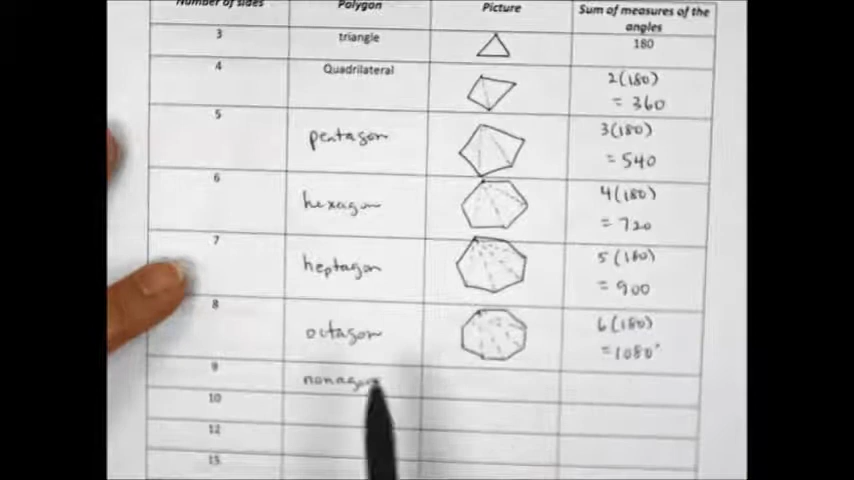 Number of sides Polygon Picture Sum of measures of the
angles
3 triangle 180
4 Quadrilateral 2(180)
= 360
5 pentagon 3(180)
= 540
6 hexagon 4(180)
= 720
7 heptagon 5(180)
= 900
8 octagon 6(180)
= 1080°
9 nonagon
10
12
15